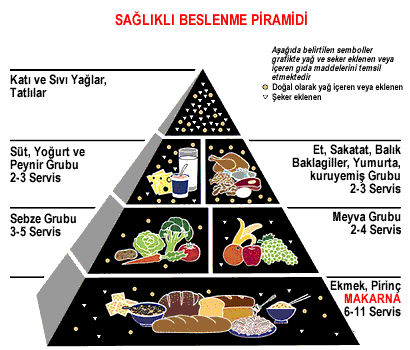 SAĞLIKLI BESLENME PİRAMİDİ
Aşağıda belirtilen semboller
grafikte yağ ve seker eklenen veya
içeren gıda maddelerini temsil
etmektedir
Doğal olarak yağ içeren veya eklenen
Şeker eklenen
Katı ve Sıvı Yağlar,
Tatlılar
Süt, Yoğurt ve
Peynir Grubu
2-3 Servis
Et, Sakatat, Balık
Baklagiller, Yumurta,
kuruyemiş Grubu
2-3 Servis
Sebze Grubu
3-5 Servis
Meyva Grubu
2-4 Servis
Ekmek, Pirinç
MAKARNA
6-11 Servis